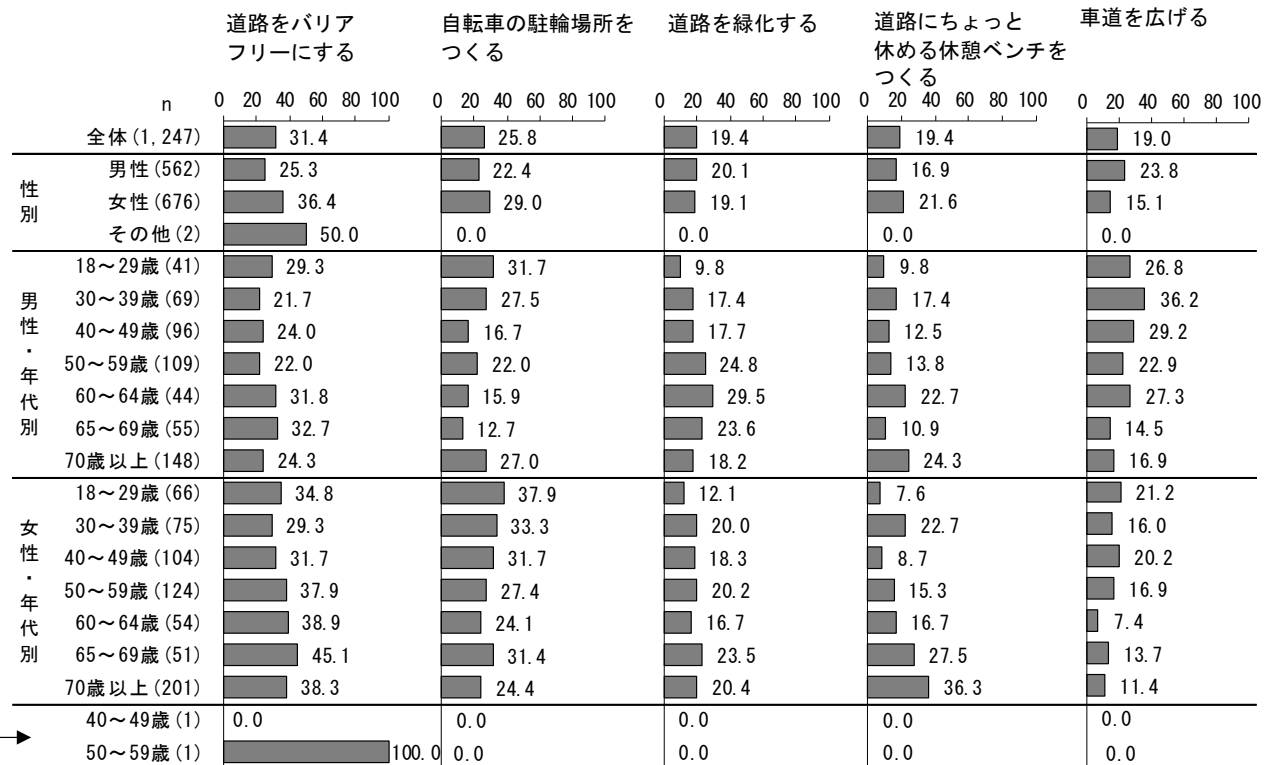 道路をバリア
フリーにする
自転車の駐輪場所を
つくる
道路を緑化する
道路にちょっと
休める休憩ベンチを
つくる
車道を広げる
n 0 20 40 60 80 100 0 20 40 60 80 100 0 20 40 60 80 100 0 20 40 60 80 100 0 20 40 60 80 100
全体(1,247) 31.4 25.8 19.4 19.4 19.0
性別
男性(562) 25.3 22.4 20.1 16.9 23.8
女性(676) 36.4 29.0 19.1 21.6 15.1
その他(2) 50.0 0.0 0.0 0.0 0.0
男性・年代別
18～29歳(41) 29.3 31.7 9.8 9.8 26.8
30～39歳(69) 21.7 27.5 17.4 17.4 36.2
40～49歳(96) 24.0 16.7 17.7 12.5 29.2
50～59歳(109) 22.0 22.0 24.8 13.8 22.9
60～64歳(44) 31.8 15.9 29.5 22.7 27.3
65～69歳(55) 32.7 12.7 23.6 10.9 14.5
70歳以上(148) 24.3 27.0 18.2 24.3 16.9
女性・年代別
18～29歳(66) 34.8 37.9 12.1 7.6 21.2
30～39歳(75) 29.3 33.3 20.0 22.7 16.0
40～49歳(104) 31.7 31.7 18.3 8.7 20.2
50～59歳(124) 37.9 27.4 20.2 15.3 16.9
60～64歳(54) 38.9 24.1 16.7 16.7 7.4
65～69歳(51) 45.1 31.4 23.5 27.5 13.7
70歳以上(201) 38.3 24.4 20.4 36.3 11.4
40～49歳(1) 0.0 0.0 0.0 0.0 0.0
50～59歳(1) 100.0 0.0 0.0 0.0 0.0